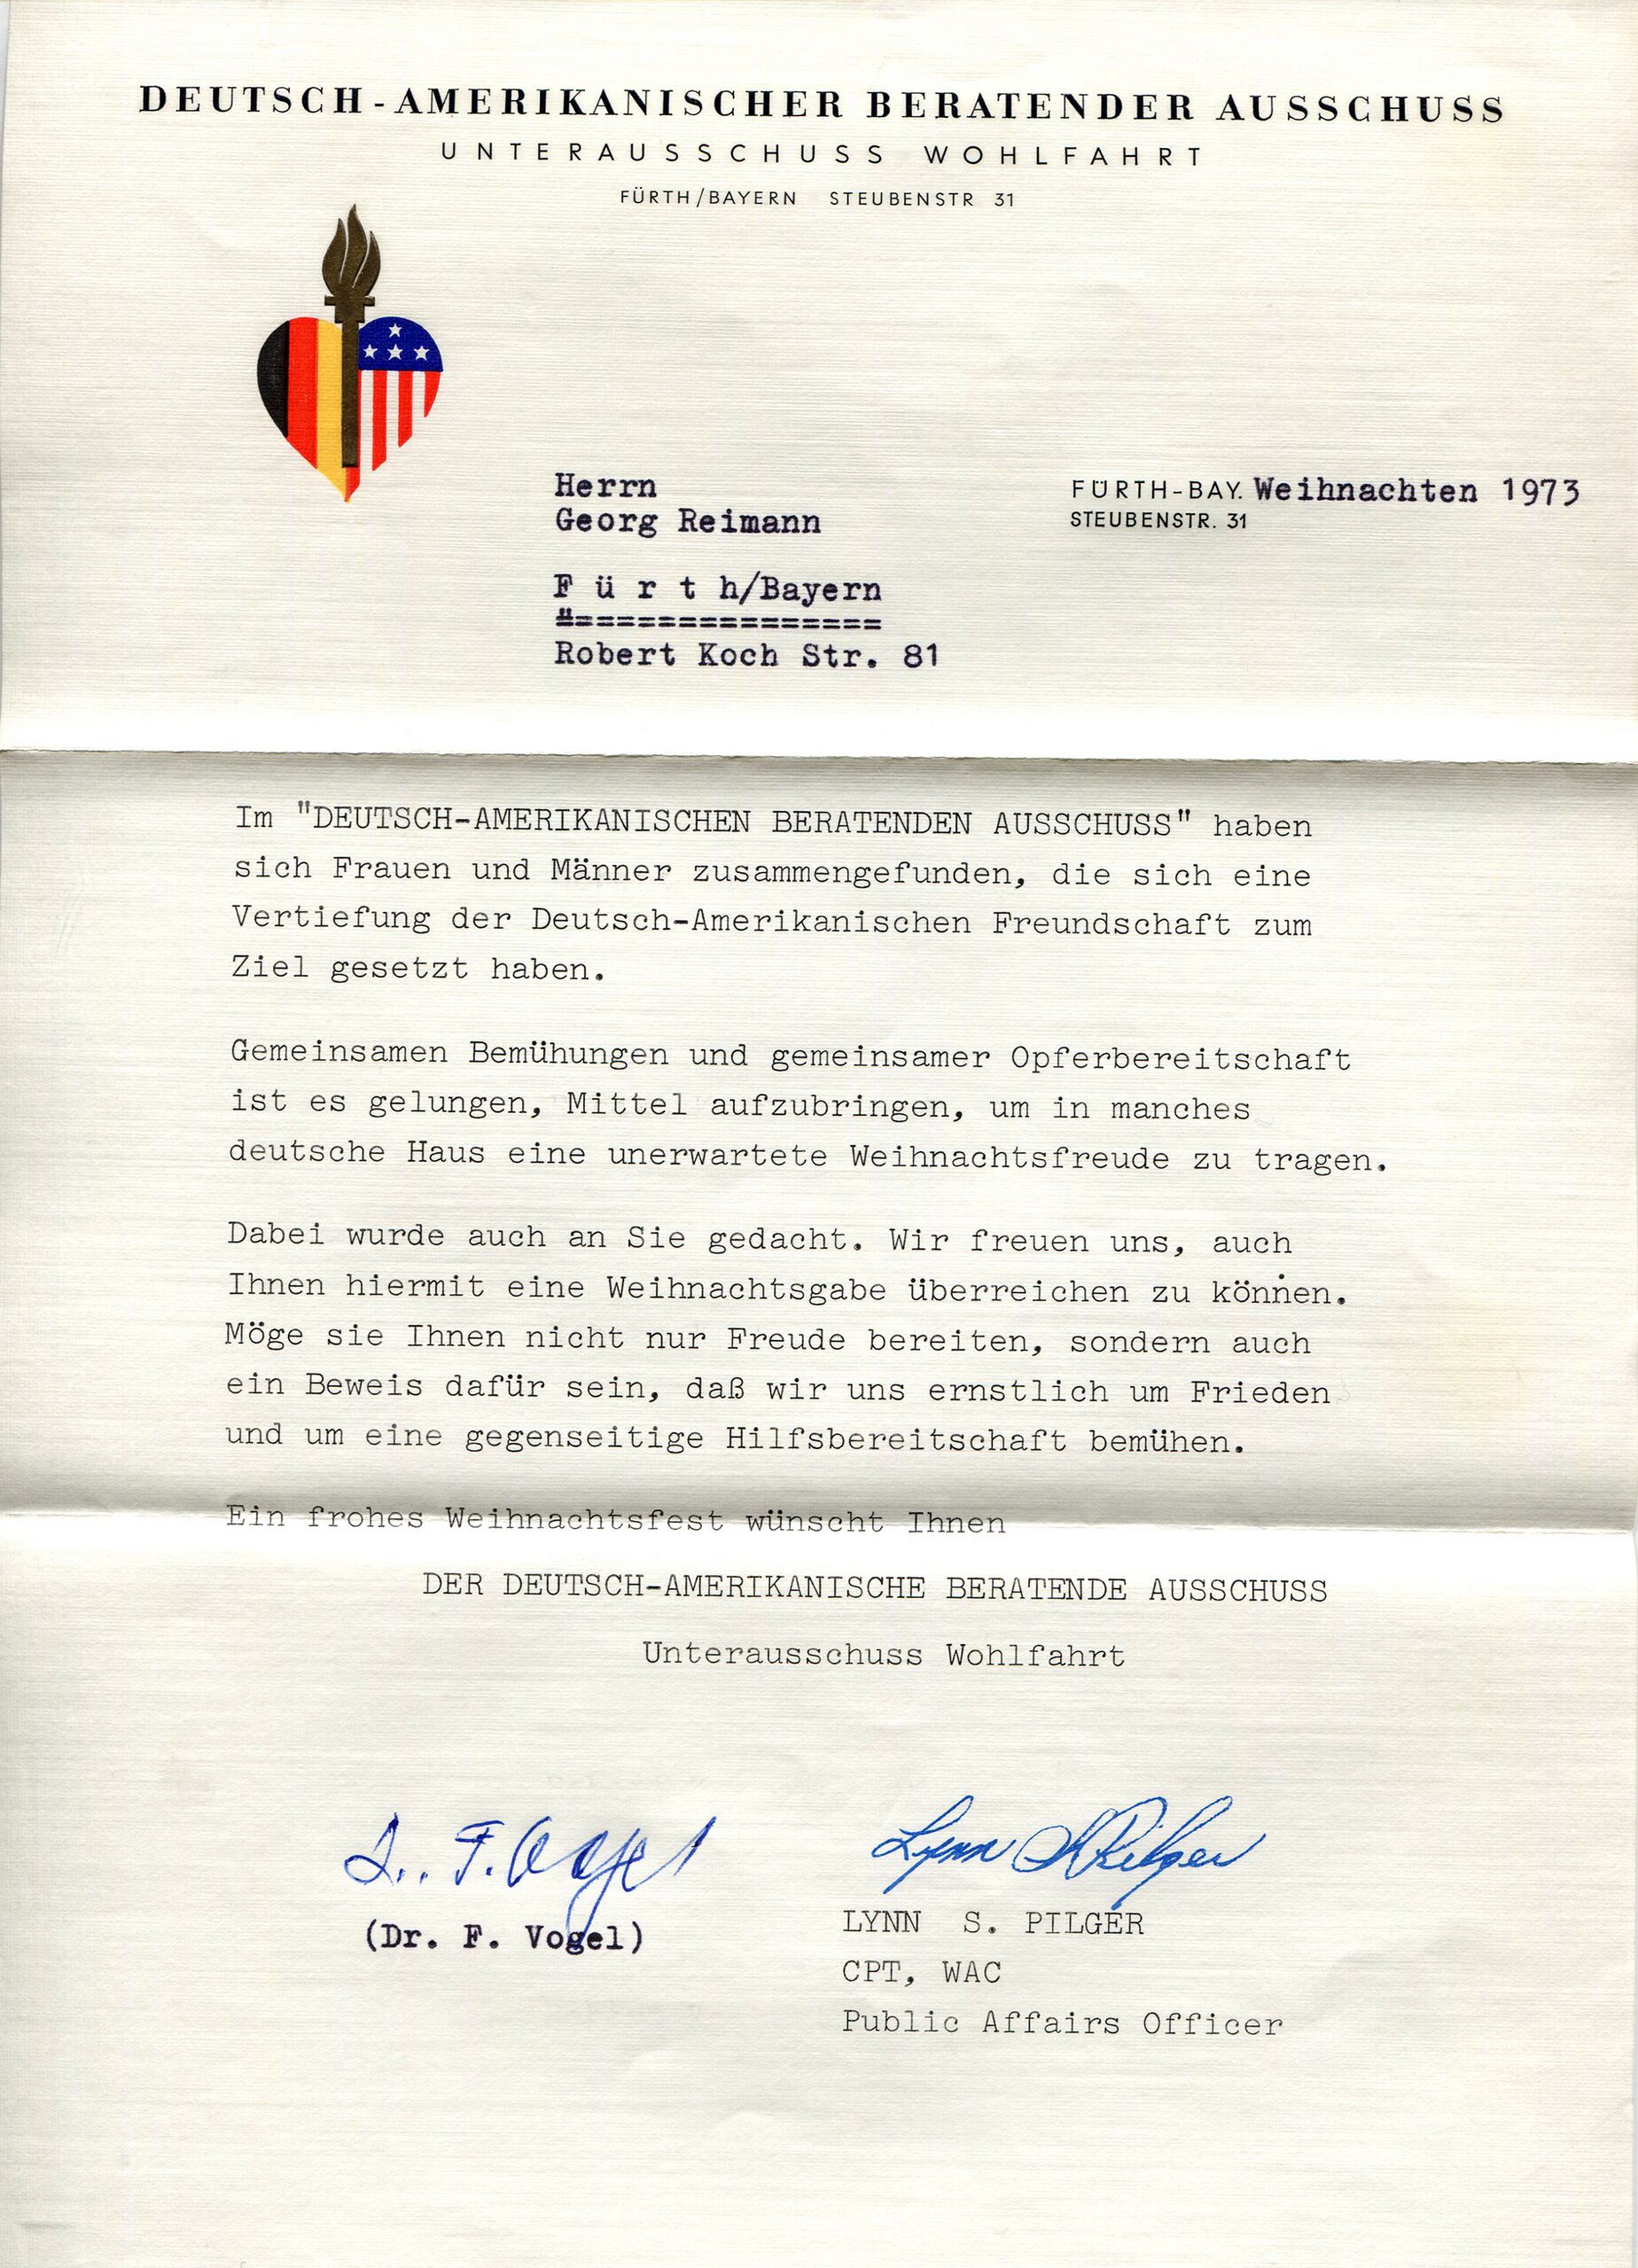 DEUTSCH-AMERIKANISCHER BERATENDER AUSSCHUSS
UNTERAUSSCHUSS WOHLFAHRT
FÜRTH/BAYERN STEUBENSTR 31
Herrn
Georg Reimann
FÜRTH-BAY. Weihnachten 1973
STEUBENSTR. 31
F ü r t h/Bayern
================
Robert Koch Str. 81
Im "DEUTSCH-AMERIKANISCHEN BERATENDEN AUSSCHUSS" haben
sich Frauen und Männer zusammengefunden, die sich eine
Vertiefung der Deutsch-Amerikanischen Freundschaft zum
Ziel gesetzt haben.
Gemeinsamen Bemühungen und gemeinsamer Opferbereitschaft
ist es gelungen, Mittel aufzubringen, um in manches
deutsche Haus eine unerwartete Weihnachtsfreude zu tragen.
Dabei wurde auch an Sie gedacht. Wir freuen uns, auch
Ihnen hiermit eine Weihnachtsgabe überreichen zu können.
Möge sie Ihnen nicht nur Freude bereiten, sondern auch
ein Beweis dafür sein, daß wir uns ernstlich um Frieden
und um eine gegenseitige Hilfsbereitschaft bemühen.
Ein frohes Weihnachtsfest wünscht Ihnen
DER DEUTSCH-AMERIKANISCHE BERATENDE AUSSCHUSS
Unterausschuss Wohlfahrt
Dr. F. Vogel
Lynn S Pilger
(Dr. F. Vogel)
LYNN S. PILGER
CPT, WAC
Public Affairs Officer